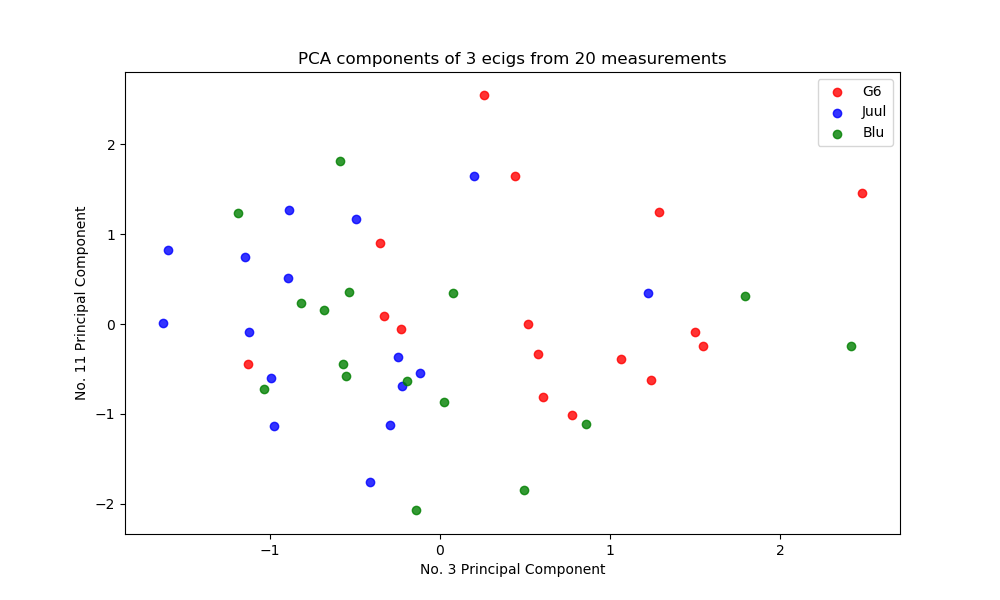 PCA components of 3 ecigs from 20 measurements
G6
Juul
Blu
2
1
0
−1
−2
No. 11 Principal Component
−1
0
1
2
No. 3 Principal Component